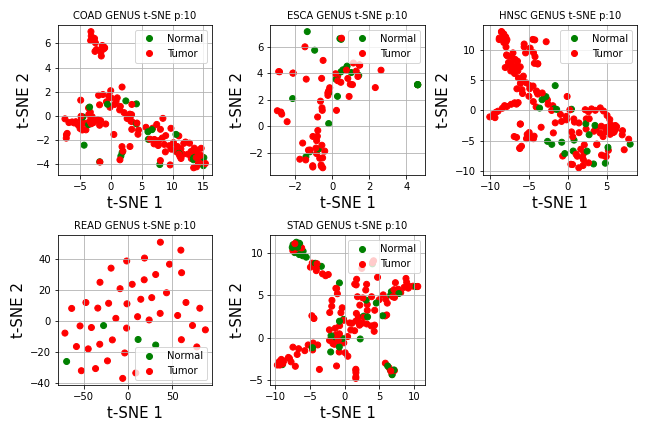 COAD GENUS t-SNE p:10
Normal
Tumor
6
4
2
0
−2
−4
−5
0
5
10
15
t-SNE 2
t-SNE 1
ESCA GENUS t-SNE p:10
Normal
Tumor
6
4
2
0
−2
−2
0
2
4
t-SNE 2
t-SNE 1
HNSC GENUS t-SNE p:10
Normal
Tumor
10
5
0
−5
−10
−10
−5
0
5
t-SNE 2
t-SNE 1
READ GENUS t-SNE p:10
Normal
Tumor
40
20
0
−20
−40
−50
0
50
t-SNE 2
t-SNE 1
STAD GENUS t-SNE p:10
Normal
Tumor
10
5
0
−5
−10
−5
0
5
10
t-SNE 2
t-SNE 1